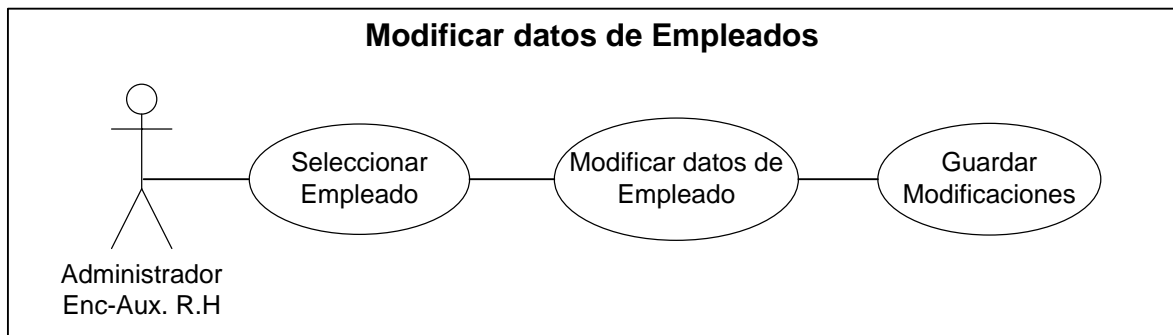 Modificar datos de Empleados
Seleccionar
Empleado
Modificar datos de
Empleado
Guardar
Modificaciones
Administrador
Enc-Aux. R.H